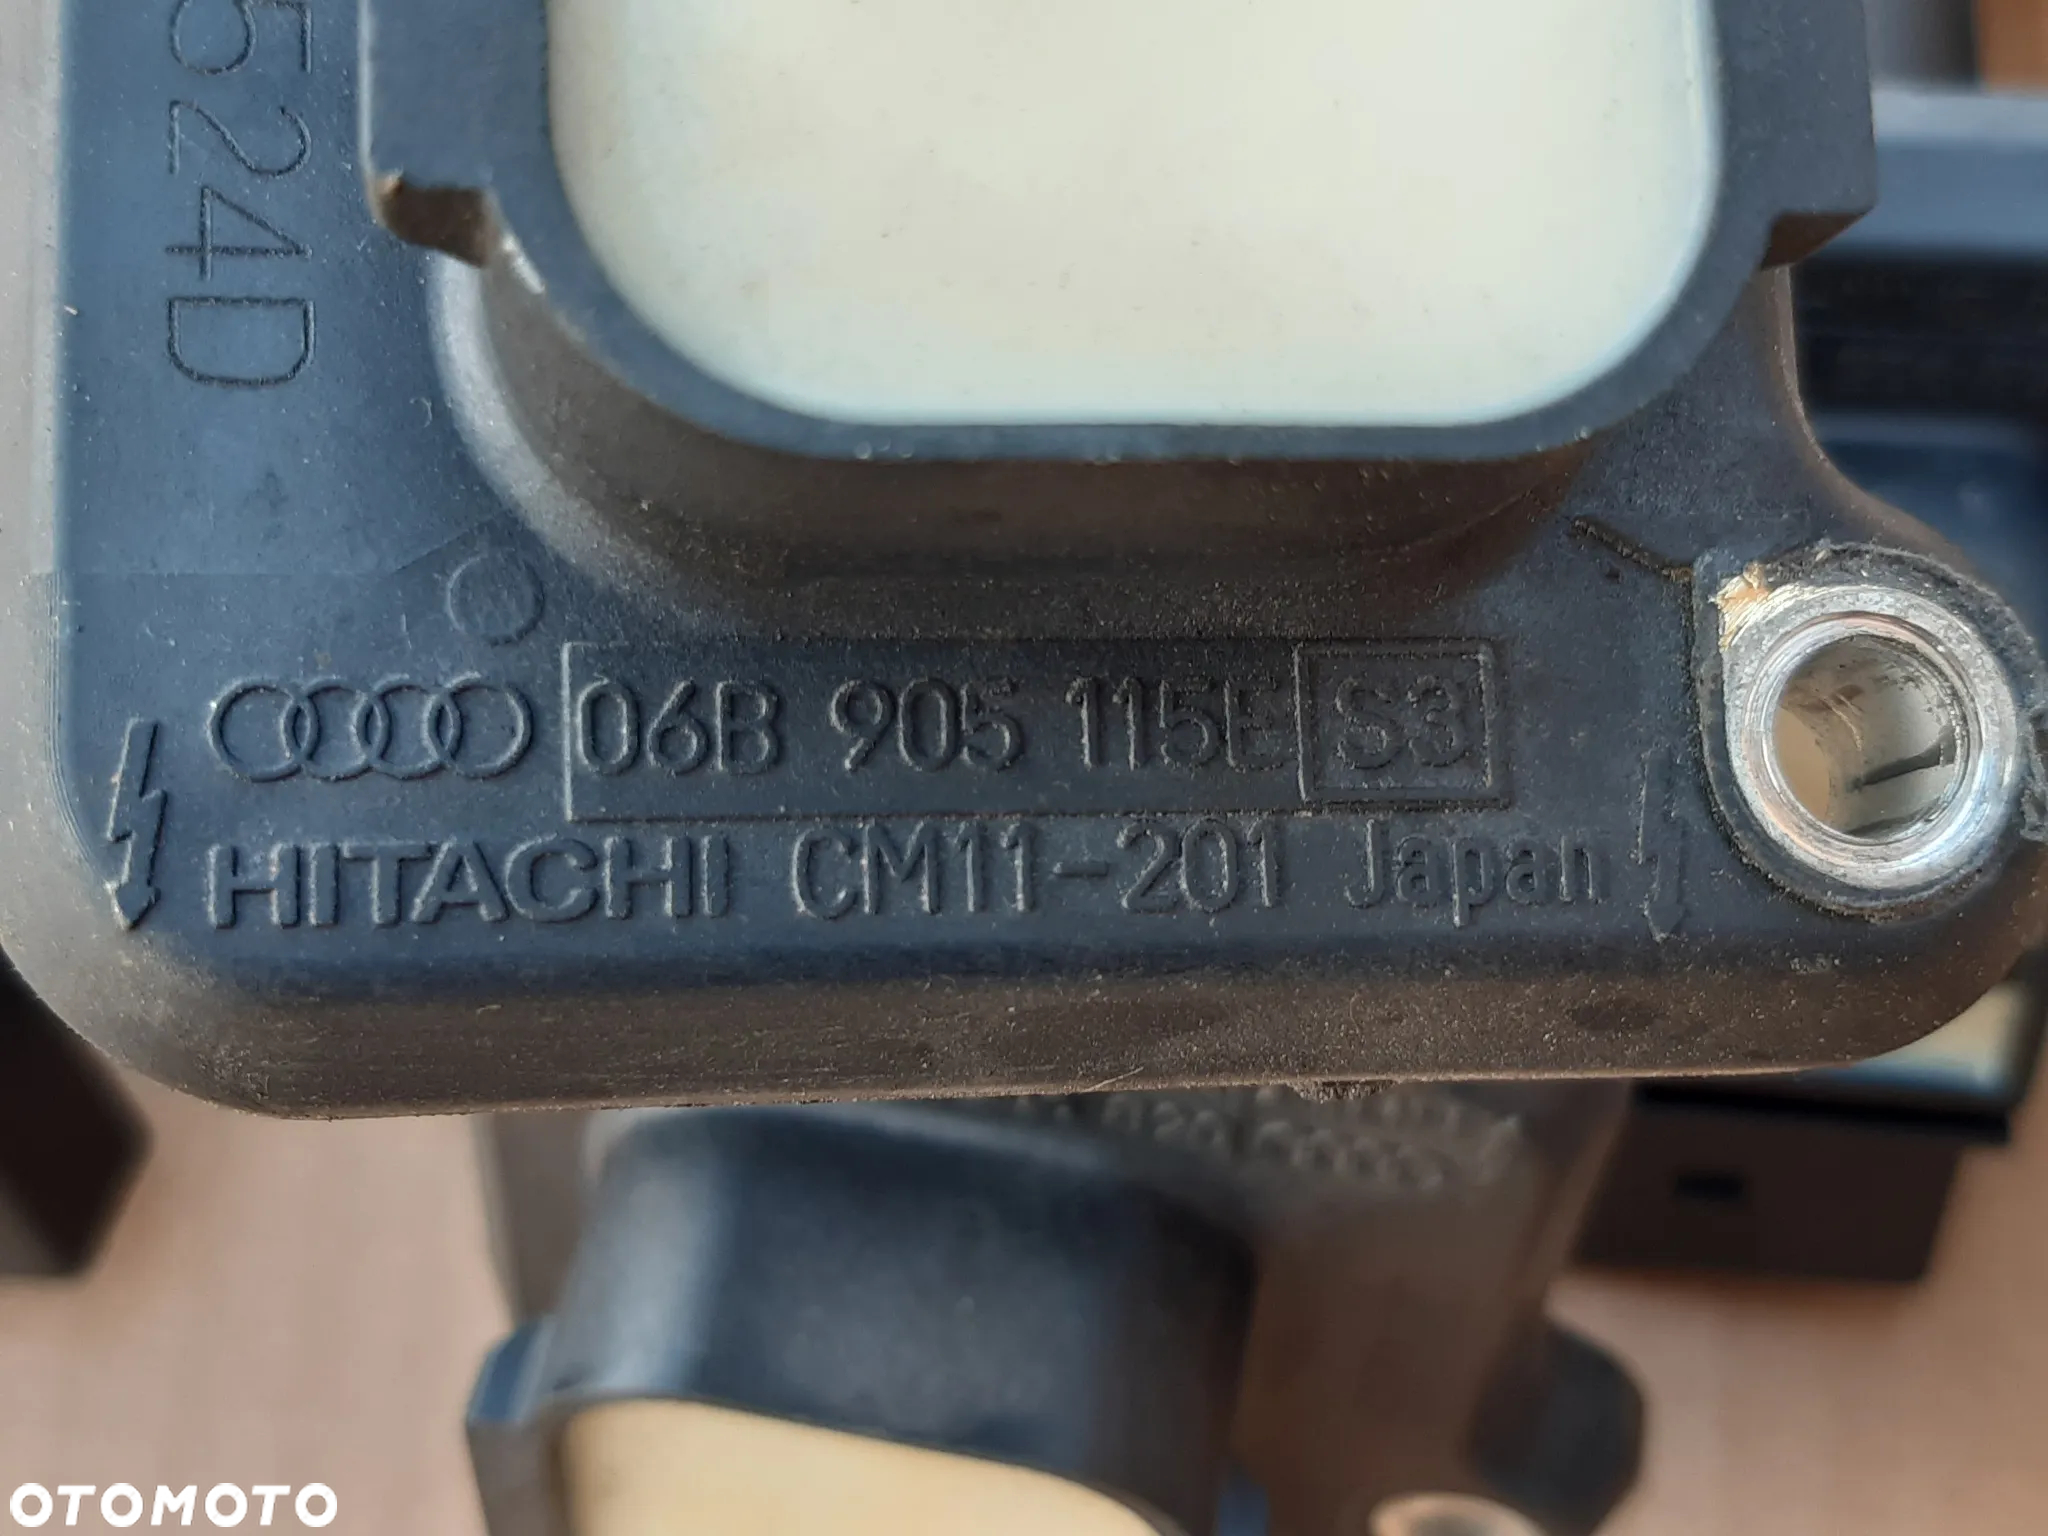 524D
06B 905 115E S3
HITACHI CM11-201 Japan
OTOMOTO